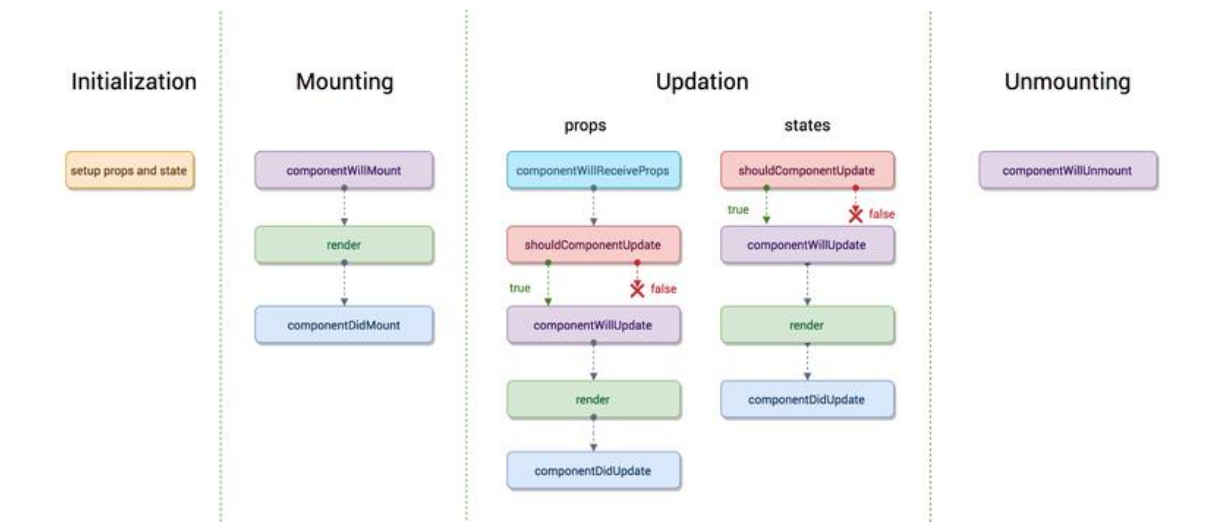 Initialization
setup props and state
Mounting
componentWillMount
render
componentDidMount
Updation
props
componentWillReceiveProps
shouldComponentUpdate
true
false
componentWillUpdate
render
componentDidUpdate
states
shouldComponentUpdate
true
false
componentWillUpdate
render
componentDidUpdate
Unmounting
componentWillUnmount